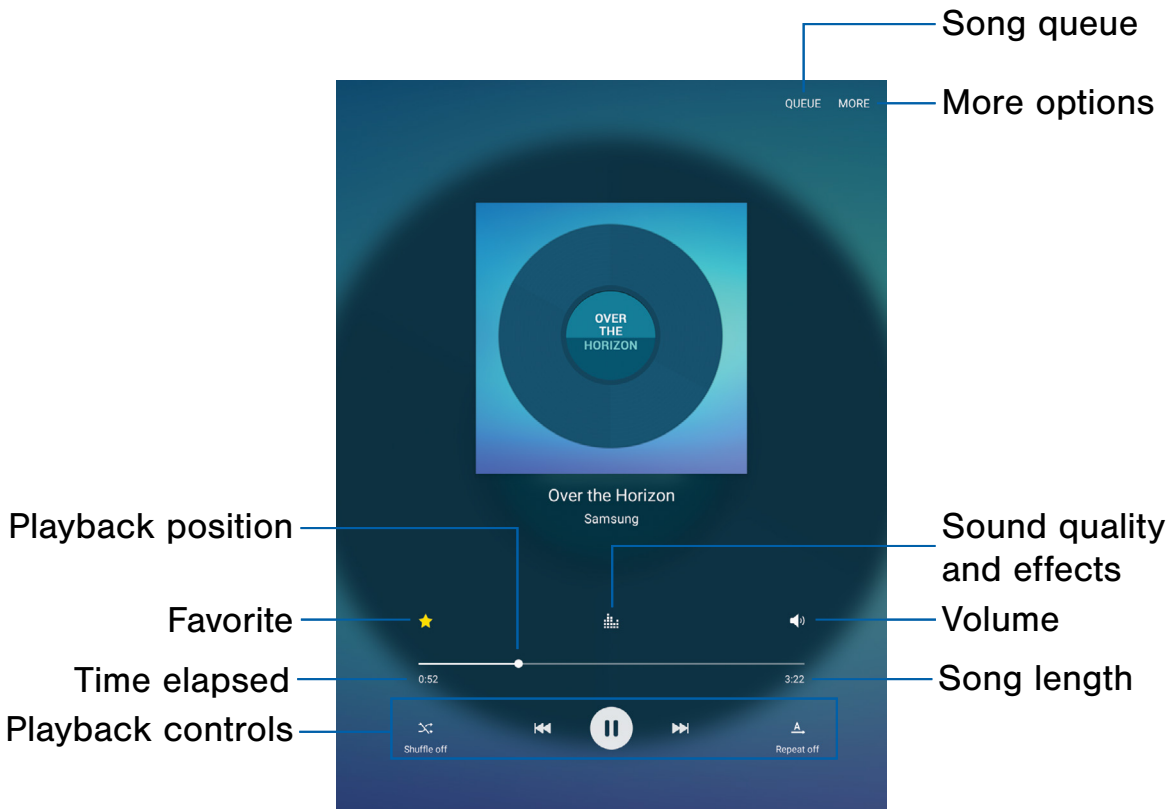 Song queue
QUEUE MORE
More options
OVER
THE
HORIZON
Over the Horizon
Samsung
Playback position
Sound quality
and effects
Favorite
Volume
Time elapsed
0:52
3:22
Song length
Playback controls
Shuffle off
A
Repeat off